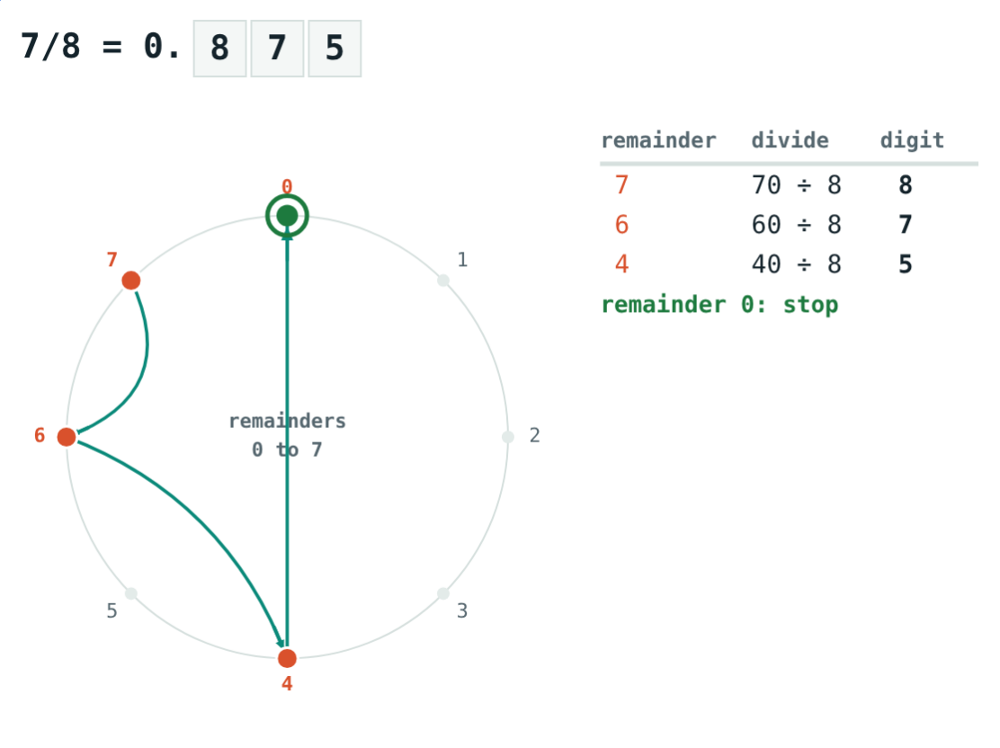 7/8 = 0. 8 7 5
remainder divide digit
7 70 ÷ 8 8
6 60 ÷ 8 7
4 40 ÷ 8 5
remainder 0: stop
0
7
1
remainders
0 to 7
6
2
5
3
4